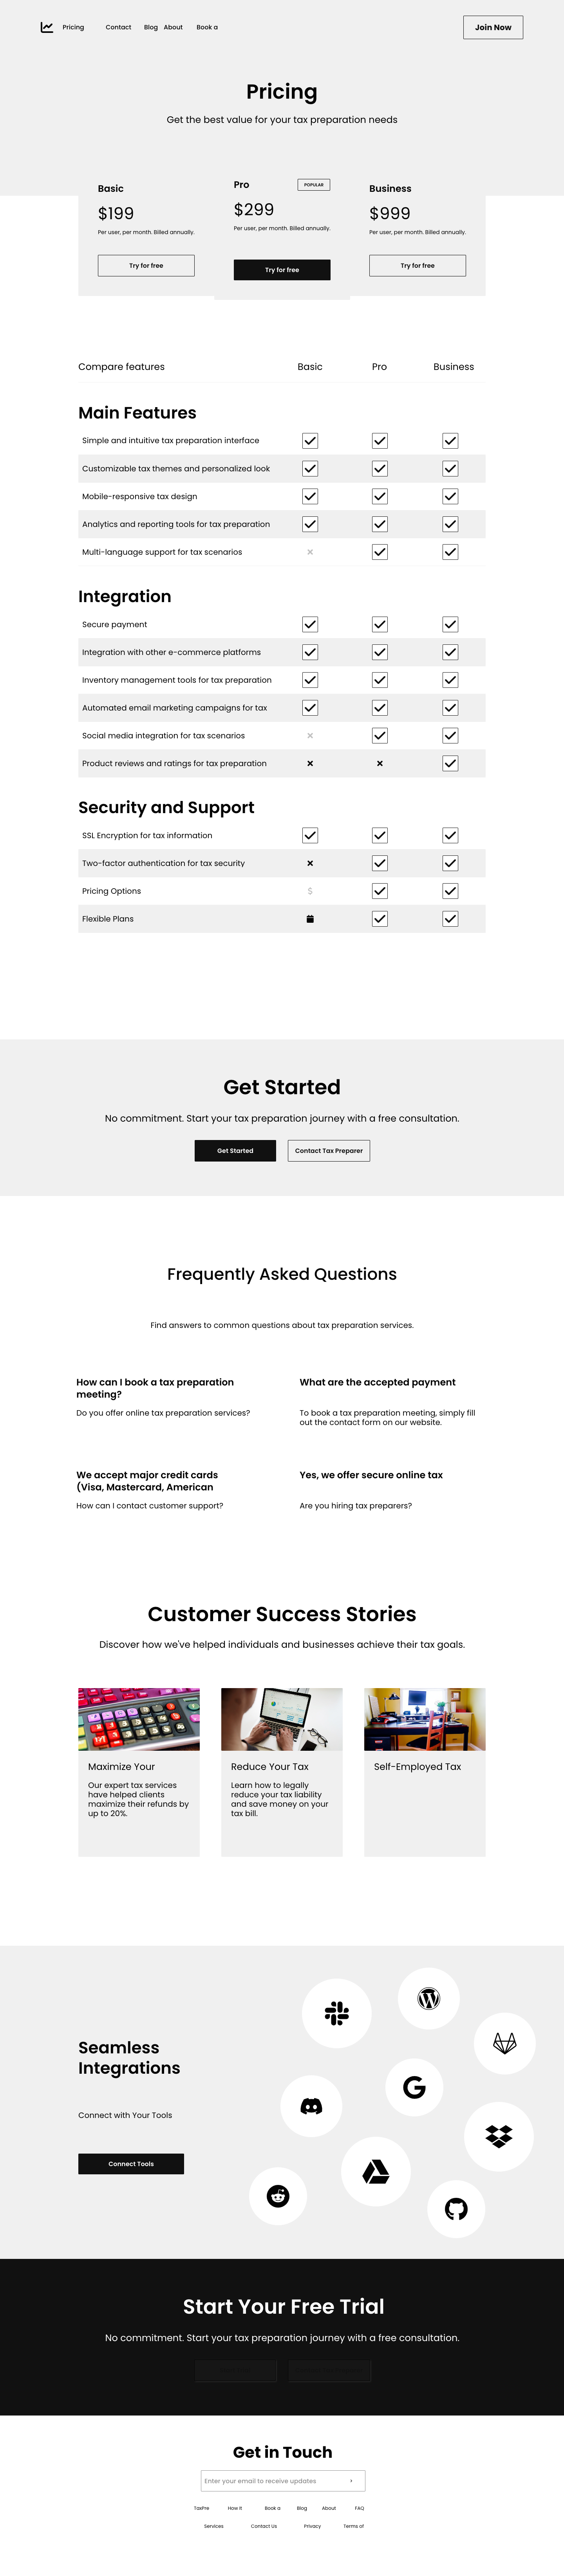 Pricing Contact Blog About Book a Join Now
Pricing
Get the best value for your tax preparation needs
Basic
$199
Per user, per month. Billed annually.
Try for free
Pro POPULAR
$299
Per user, per month. Billed annually.
Try for free
Business
$999
Per user, per month. Billed annually.
Try for free
Compare features Basic Pro Business
Main Features
Simple and intuitive tax preparation interface
Customizable tax themes and personalized look
Mobile-responsive tax design
Analytics and reporting tools for tax preparation
Multi-language support for tax scenarios
Integration
Secure payment
Integration with other e-commerce platforms
Inventory management tools for tax preparation
Automated email marketing campaigns for tax
Social media integration for tax scenarios
Product reviews and ratings for tax preparation
Security and Support
SSL Encryption for tax information
Two-factor authentication for tax security
Pricing Options $
Flexible Plans
Get Started
No commitment. Start your tax preparation journey with a free consultation.
Get Started Contact Tax Preparer
Frequently Asked Questions
Find answers to common questions about tax preparation services.
How can I book a tax preparation
meeting?
Do you offer online tax preparation services?
What are the accepted payment
To book a tax preparation meeting, simply fill
out the contact form on our website.
We accept major credit cards
(Visa, Mastercard, American
How can I contact customer support?
Yes, we offer secure online tax
Are you hiring tax preparers?
Customer Success Stories
Discover how we've helped individuals and businesses achieve their tax goals.
Maximize Your
Our expert tax services
have helped clients
maximize their refunds by
up to 20%.
Reduce Your Tax
Learn how to legally
reduce your tax liability
and save money on your
tax bill.
Self-Employed Tax
Seamless
Integrations
Connect with Your Tools
Connect Tools
Start Your Free Trial
No commitment. Start your tax preparation journey with a free consultation.
Get in Touch
Enter your email to receive updates
TaxPre How it Book a Blog About FAQ
Services Contact Us Privacy Terms of